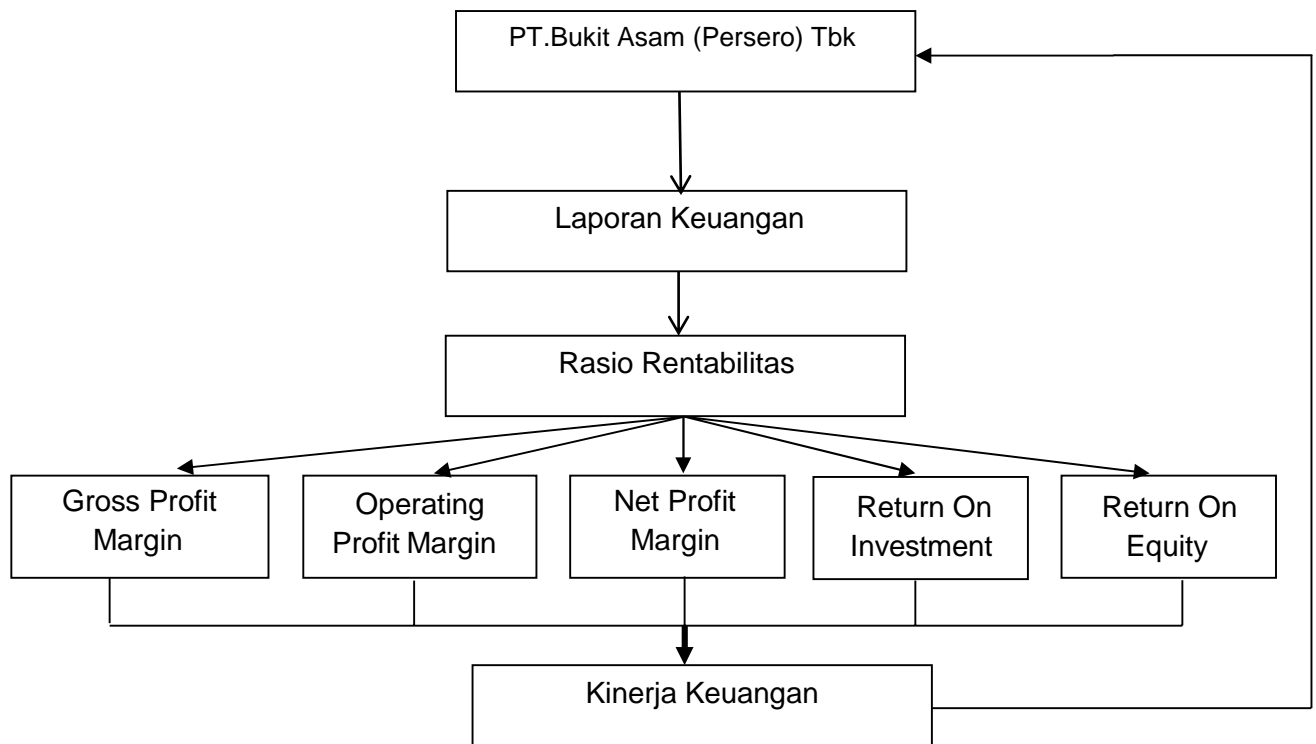 PT.Bukit Asam (Persero) Tbk
Laporan Keuangan
Rasio Rentabilitas
Gross Profit
Margin
Operating
Profit Margin
Net Profit
Margin
Return On
Investment
Return On
Equity
Kinerja Keuangan